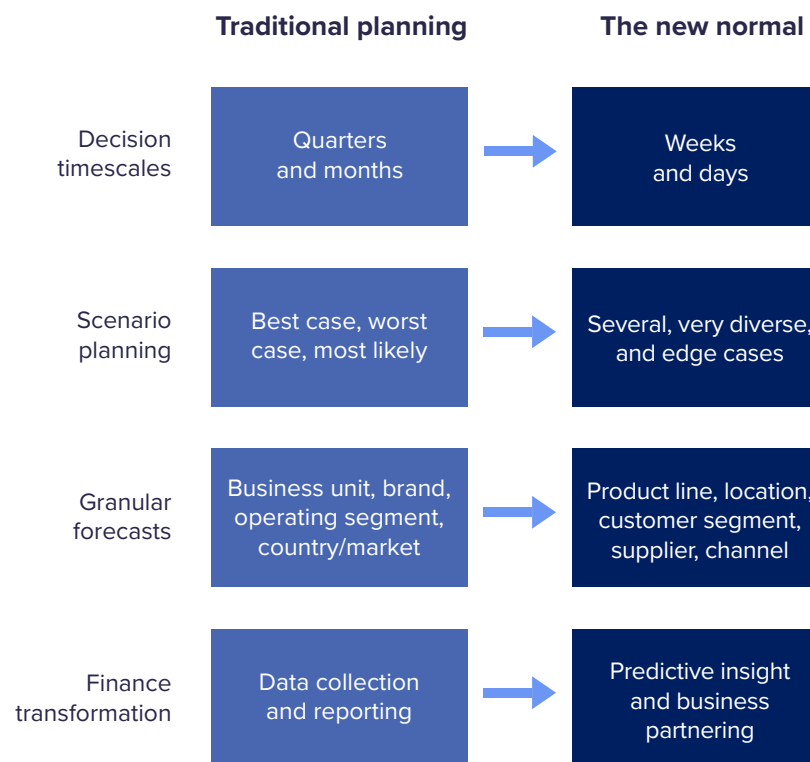 Traditional planning
The new normal
Decision
timescales
Quarters
and months
Weeks
and days
Scenario
planning
Best case, worst
case, most likely
Several, very diverse,
and edge cases
Granular
forecasts
Business unit, brand,
operating segment,
country/market
Product line, location,
customer segment,
supplier, channel
Finance
transformation
Data collection
and reporting
Predictive insight
and business
partnering